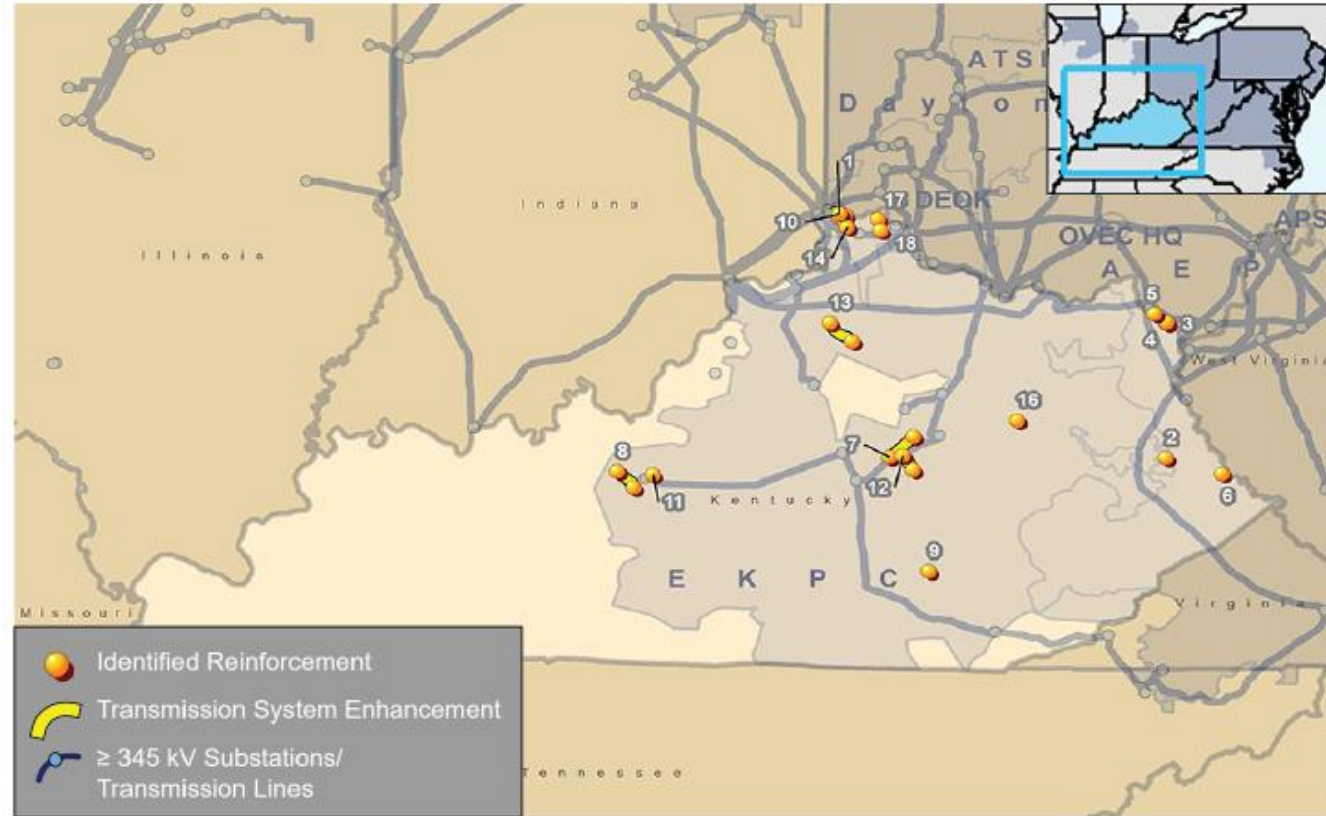 ATSI
Dayton
1
17
DEOK
10
Indiana
APS
18
OVEC HQ
14
Illinois
AEP
5
13
3
4
West Virginia
16
8
7
2
12
6
11
Kentucky
9
EKPC
Virginia
Missouri
Identified Reinforcement
Transmission System Enhancement
≥ 345 kV Substations/
Transmission Lines
Tennessee